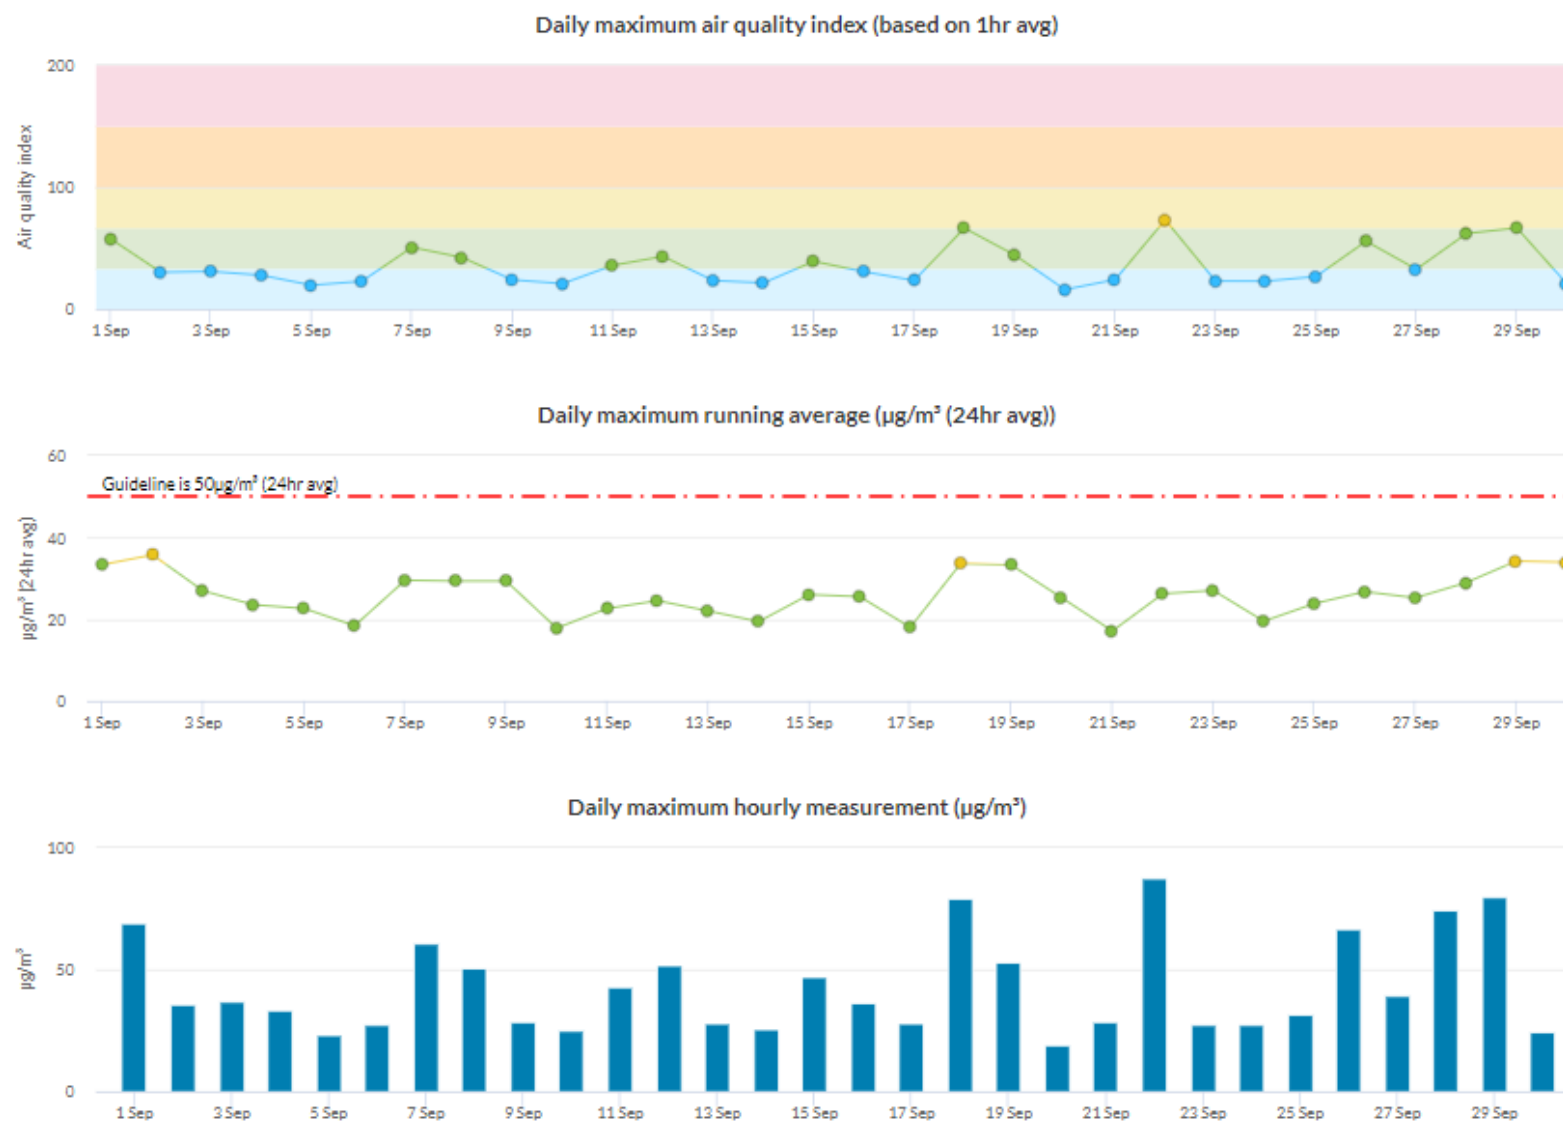 Daily maximum air quality index (based on 1hr avg)
200
100
0
Air quality index
1 Sep 3 Sep 5 Sep 7 Sep 9 Sep 11 Sep 13 Sep 15 Sep 17 Sep 19 Sep 21 Sep 23 Sep 25 Sep 27 Sep 29 Sep
Daily maximum running average (µg/m³ (24hr avg))
60
Guideline is 50µg/m³ (24hr avg)
40
20
0
µg/m³ (24hr avg)
1 Sep 3 Sep 5 Sep 7 Sep 9 Sep 11 Sep 13 Sep 15 Sep 17 Sep 19 Sep 21 Sep 23 Sep 25 Sep 27 Sep 29 Sep
Daily maximum hourly measurement (µg/m³)
100
50
0
µg/m³
1 Sep 3 Sep 5 Sep 7 Sep 9 Sep 11 Sep 13 Sep 15 Sep 17 Sep 19 Sep 21 Sep 23 Sep 25 Sep 27 Sep 29 Sep